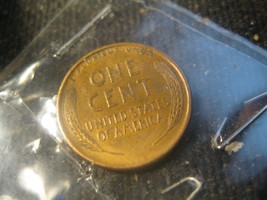 ONE
CENT
UNITED STATES
OF AMERICA